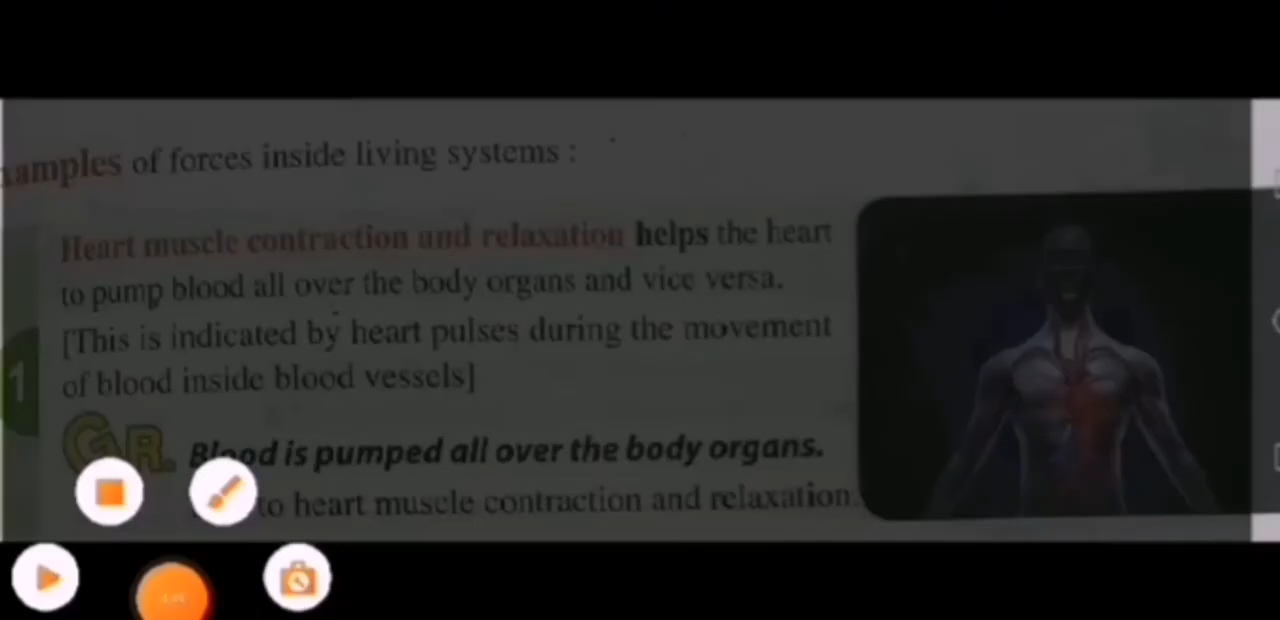 xamples of forces inside living systems :
Heart muscle contraction and relaxation helps the heart
to pump blood all over the body organs and vice versa.
[This is indicated by heart pulses during the movement
of blood inside blood vessels]
1
G.R. Blood is pumped all over the body organs.
to heart muscle contraction and relaxation.